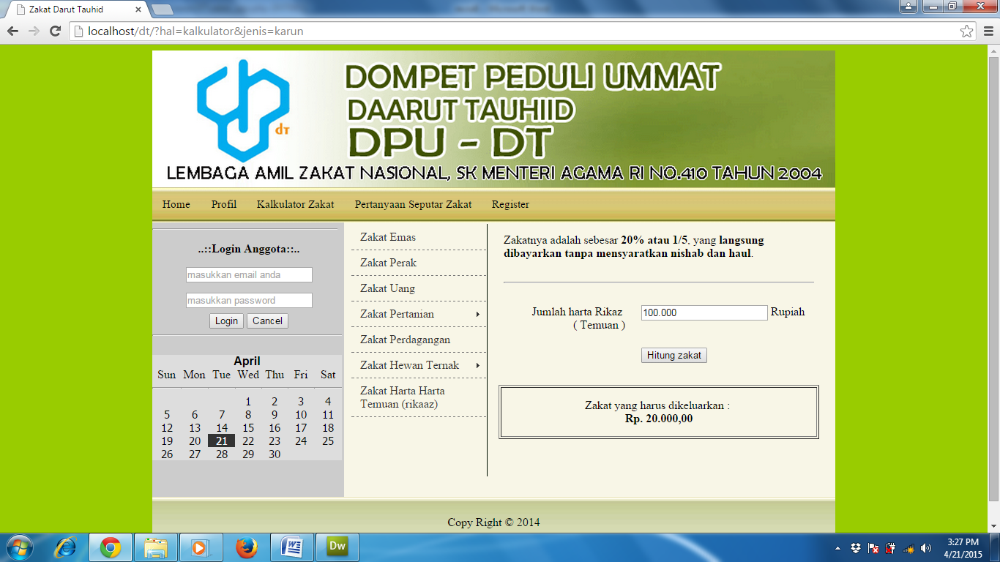 Zakat Darut Tauhid
localhost/dt/?hal=kalkulator&jenis=karun
DOMPET PEDULI UMMAT
DAARUT TAUHIID
DPU - DT
dt
LEMBAGA AMIL ZAKAT NASIONAL, SK MENTERI AGAMA RI NO.410 TAHUN 2004
Home Profil Kalkulator Zakat Pertanyaan Seputar Zakat Register
..::Login Anggota::..
masukkan email anda
masukkan password
Login Cancel
April
Sun Mon Tue Wed Thu Fri Sat
1 2 3 4
5 6 7 8 9 10 11
12 13 14 15 16 17 18
19 20 21 22 23 24 25
26 27 28 29 30
Zakat Emas
Zakat Perak
Zakat Uang
Zakat Pertanian
Zakat Perdagangan
Zakat Hewan Ternak
Zakat Harta Harta
Temuan (rikaaz)
Zakatnya adalah sebesar 20% atau 1/5, yang langsung
dibayarkan tanpa mensyaratkan nishab dan haul.
Jumlah harta Rikaz 100.000 Rupiah
( Temuan )
Hitung zakat
Zakat yang harus dikeluarkan :
Rp. 20.000,00
Copy Right © 2014
Dw
3:27 PM
4/21/2015